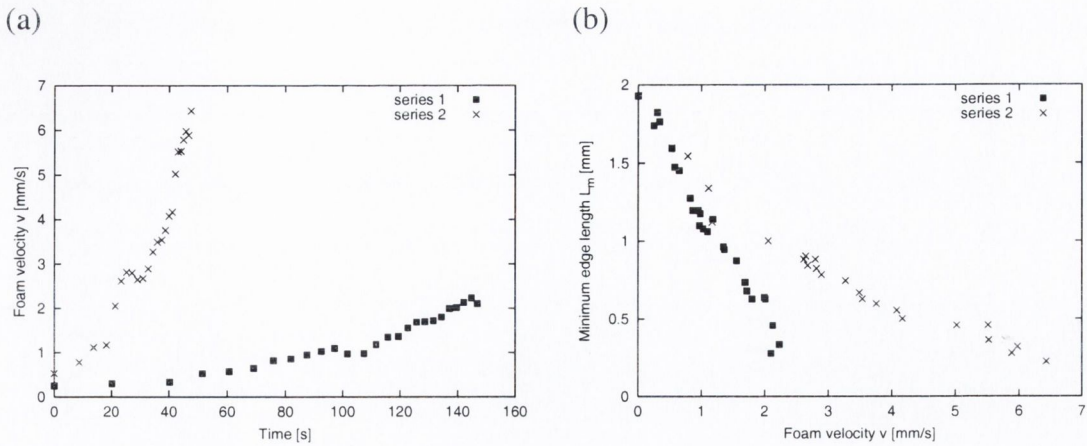 (a)
(b)
Foam velocity v [mm/s]
7
6
5
4
3
2
1
0
series 1
series 2
0 20 40 60 80 100 120 140 160
Time [s]
Minimum edge length L_m [mm]
2
1.5
1
0.5
0
series 1
series 2
0 1 2 3 4 5 6 7
Foam velocity v [mm/s]